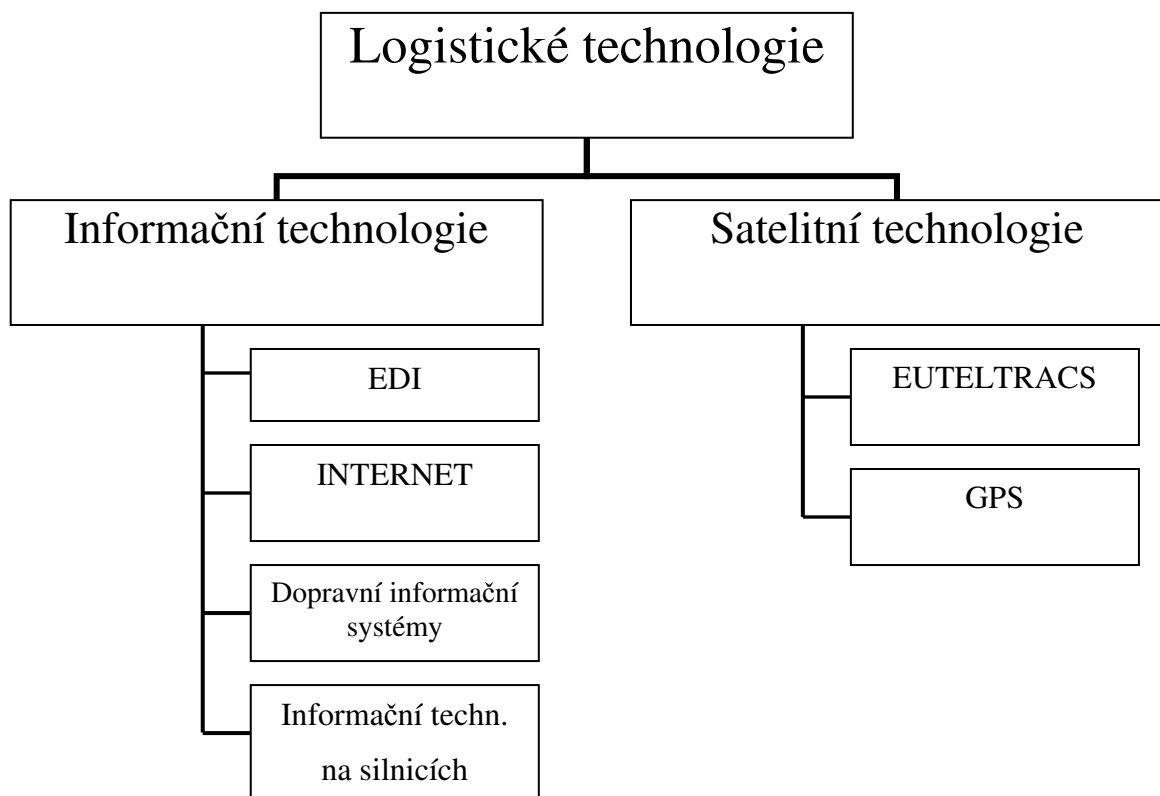 Logistické technologie
Informační technologie
Satelitní technologie
EDI
INTERNET
Dopravní informační
systémy
Informační techn.
na silnicích
EUTELTRACS
GPS